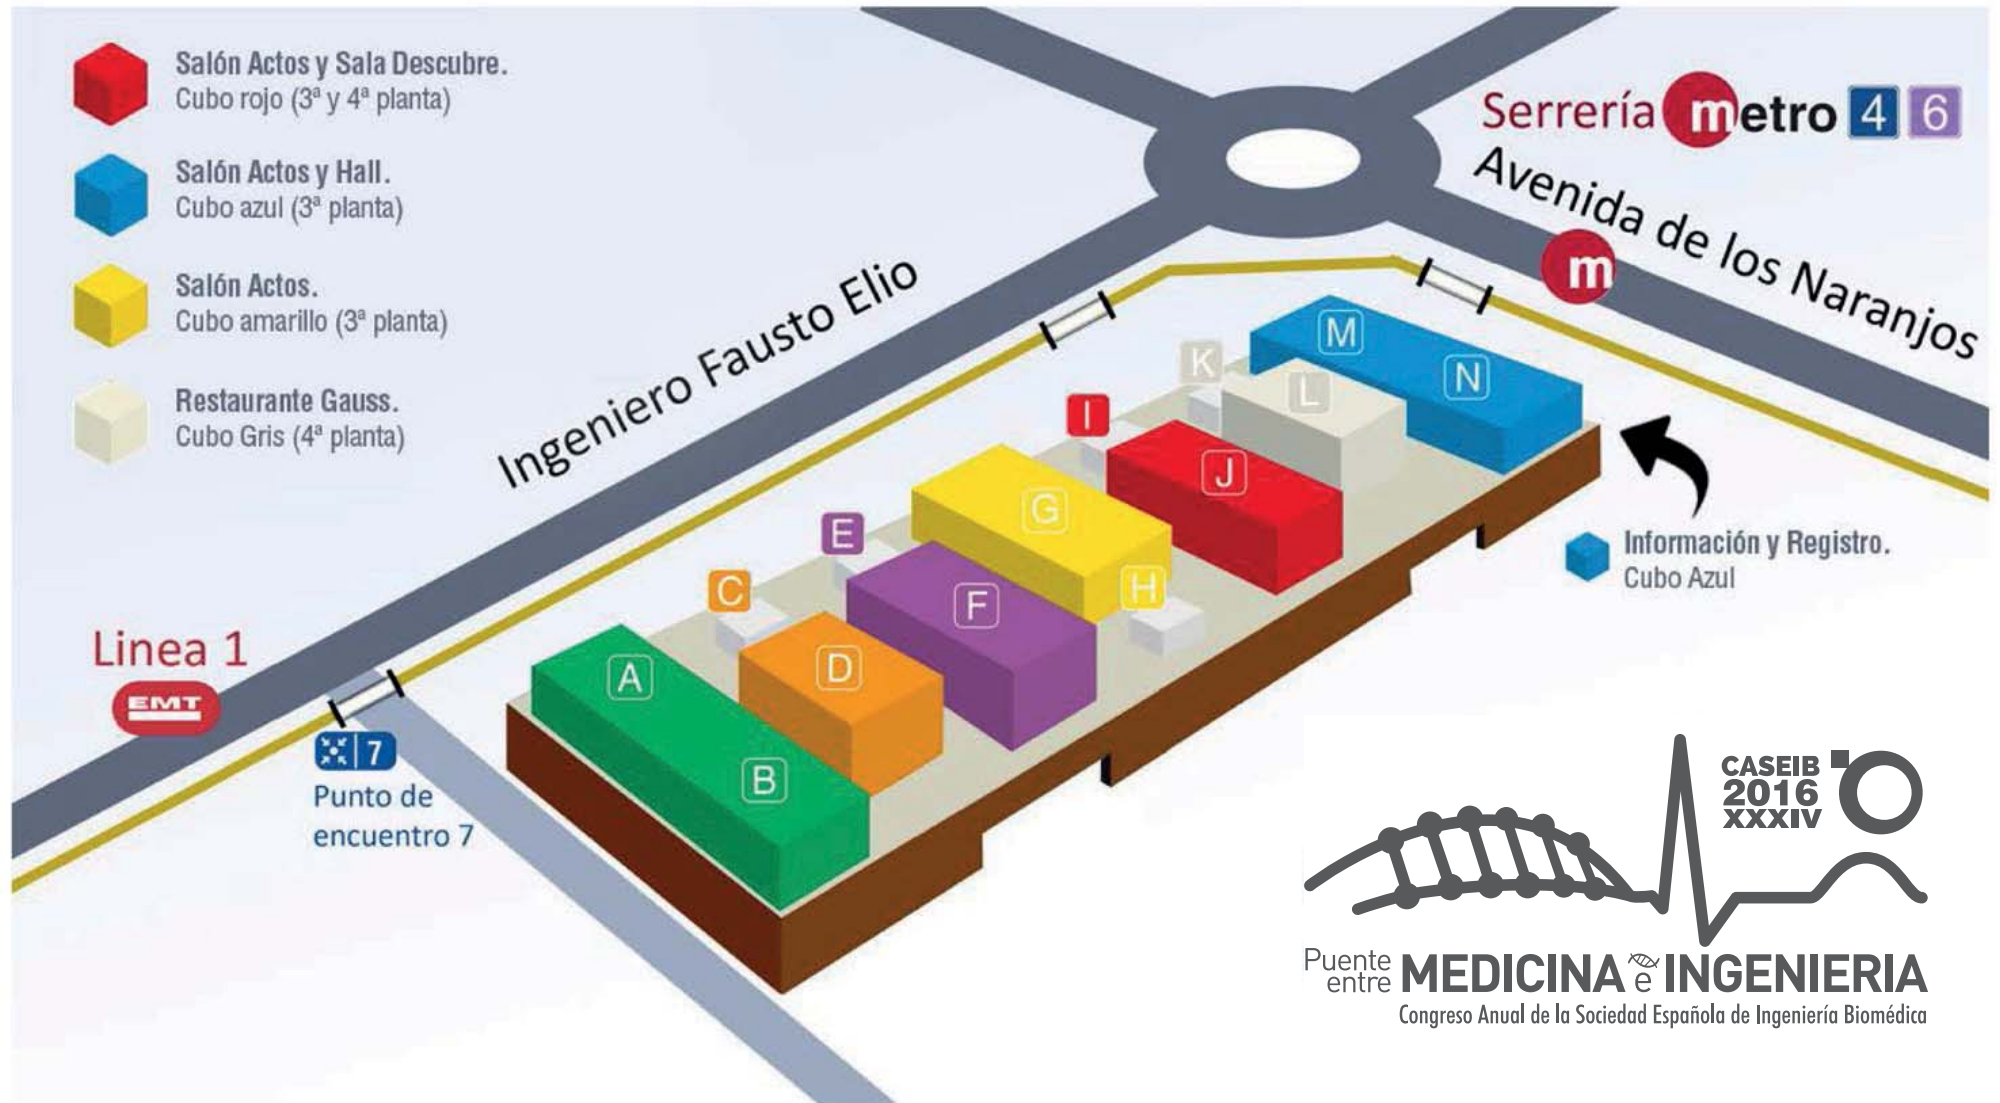 Salón Actos y Sala Descubre.
Cubo rojo (3ª y 4ª planta)
Salón Actos y Hall.
Cubo azul (3ª planta)
Salón Actos.
Cubo amarillo (3ª planta)
Restaurante Gauss.
Cubo Gris (4ª planta)
Serrería metro 4 6
Avenida de los Naranjos
m
Ingeniero Fausto Elio
M
K
N
L
I
J
G
E
H
C
F
A
D
B
Información y Registro.
Cubo Azul
Linea 1
EMT
7
Punto de
encuentro 7
CASEIB
2016
XXXIV
Puente
entre MEDICINA e INGENIERIA
Congreso Anual de la Sociedad Española de Ingeniería Biomédica